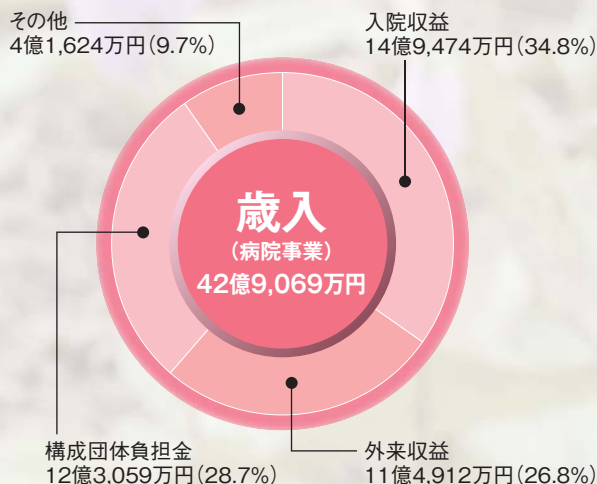 その他
4億1,624万円(9.7%)
入院収益
14億9,474万円(34.8%)
歳入
(病院事業)
42億9,069万円
構成団体負担金
12億3,059万円(28.7%)
外来収益
11億4,912万円(26.8%)